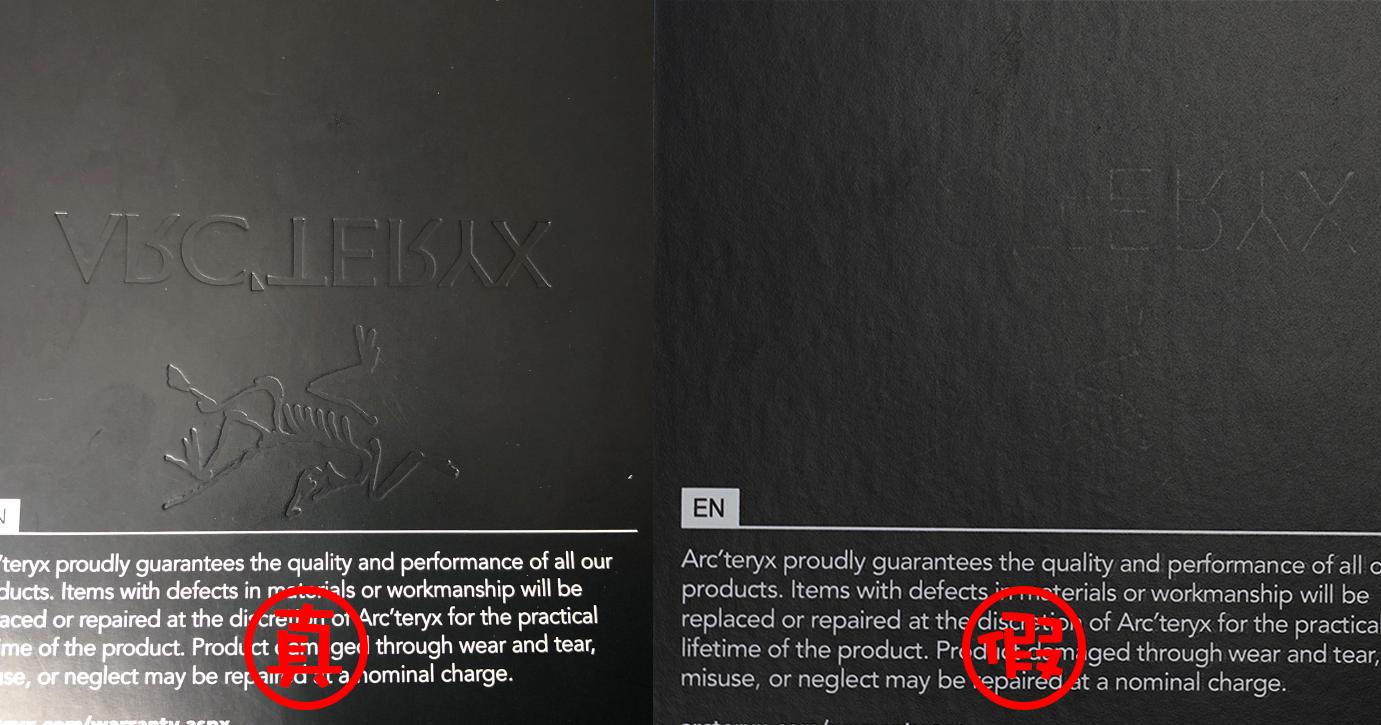 ARC'TERYX
'teryx proudly guarantees the quality and performance of all our
ducts. Items with defects in materials or workmanship will be
aced or repaired at the discretion of Arc'teryx for the practical
me of the product. Product damaged through wear and tear,
se, or neglect may be repaired at a nominal charge.
真
TERYX
EN
Arc'teryx proudly guarantees the quality and performance of all o
products. Items with defects in materials or workmanship will be
replaced or repaired at the discretion of Arc'teryx for the practical
lifetime of the product. Product damaged through wear and tear,
misuse, or neglect may be repaired at a nominal charge.
假